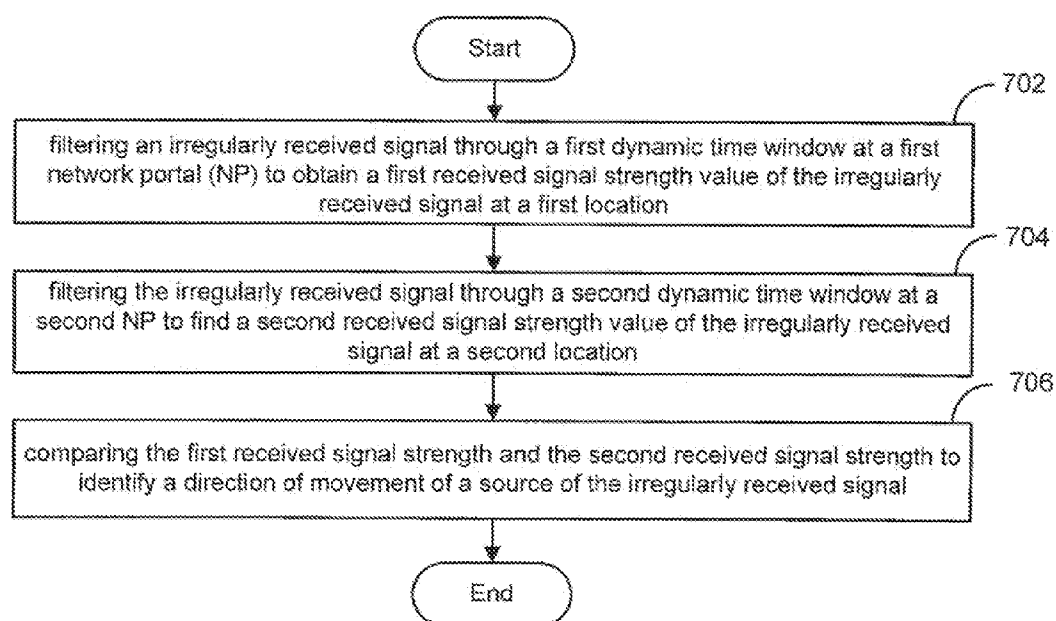 Start
702
filtering an irregularly received signal through a first dynamic time window at a first
network portal (NP) to obtain a first received signal strength value of the irregularly
received signal at a first location
704
filtering the irregularly received signal through a second dynamic time window at a
second NP to find a second received signal strength value of the irregularly received
signal at a second location
706
comparing the first received signal strength and the second received signal strength to
identify a direction of movement of a source of the irregularly received signal
End